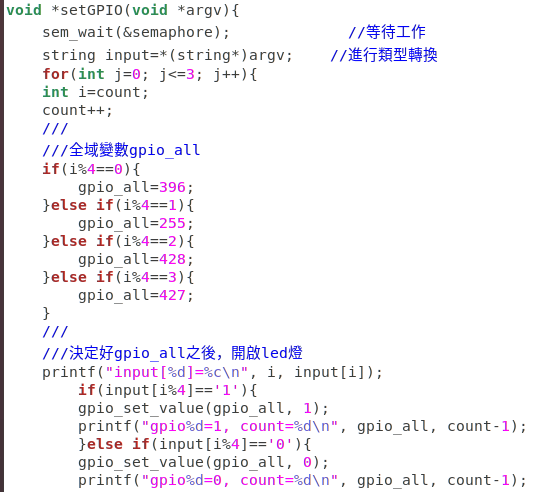 void *setGPIO(void *argv){
    sem_wait(&semaphore);             //等待工作
    string input=*(string*)argv;    //進行類型轉換
    for(int j=0; j<=3; j++){
    int i=count;
    count++;
    ///
    ///全域變數gpio_all
    if(i%4==0){
        gpio_all=396;
    }else if(i%4==1){
        gpio_all=255;
    }else if(i%4==2){
        gpio_all=428;
    }else if(i%4==3){
        gpio_all=427;
    }
    ///
    ///決定好gpio_all之後，開啟led燈
    printf("input[%d]=%c\n", i, input[i]);
        if(input[i%4]=='1'){
        gpio_set_value(gpio_all, 1);
        printf("gpio%d=1, count=%d\n", gpio_all, count-1);
        }else if(input[i%4]=='0'){
        gpio_set_value(gpio_all, 0);
        printf("gpio%d=0, count=%d\n", gpio_all, count-1);